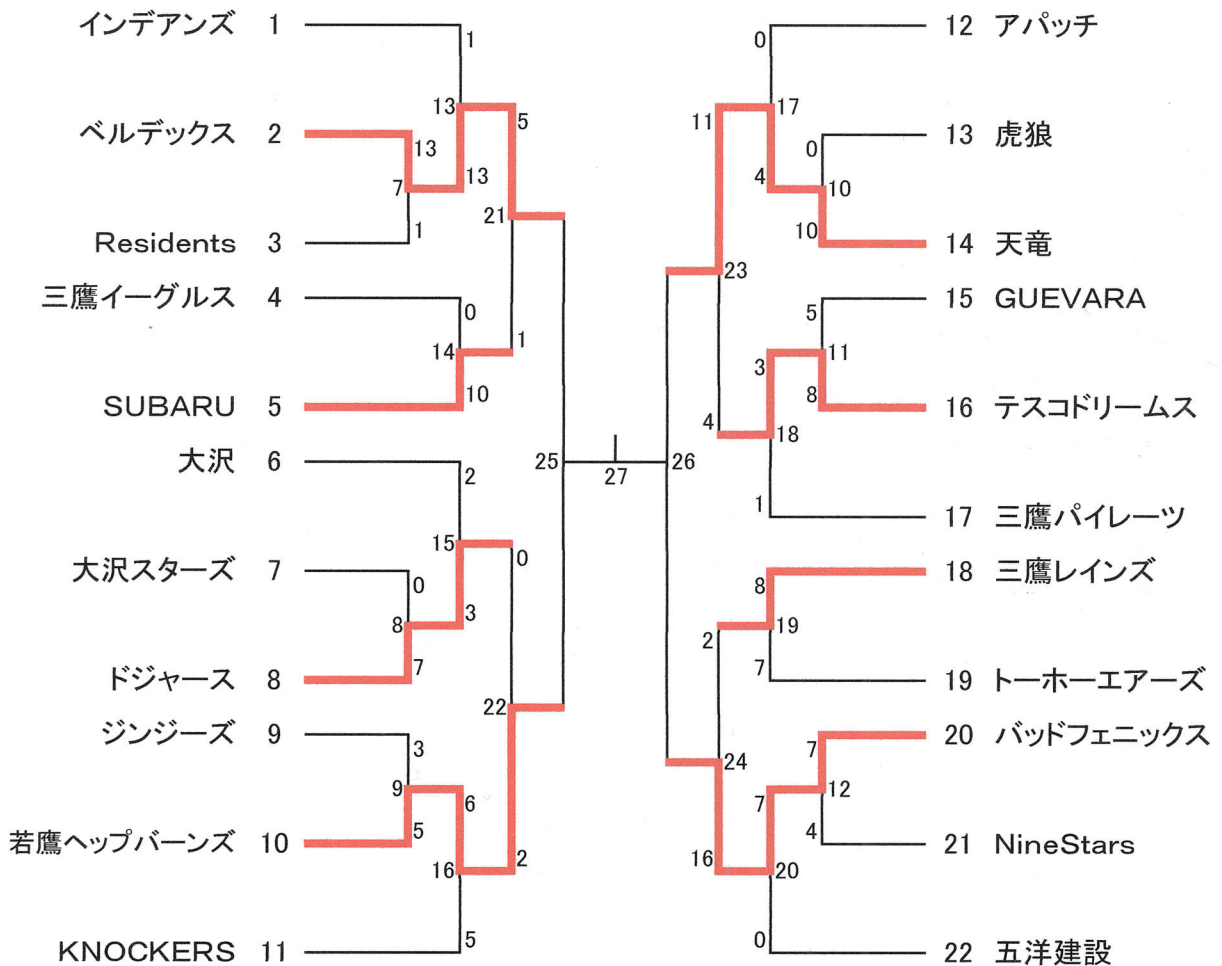 インデアンズ 1
1
13
5
ベルデックス 2
13
7
13
1
21
Residents 3
三鷹イーグルス 4
0
14
1
10
SUBARU 5
大沢 6
2
25
15
0
大沢スターズ 7
0
8
3
7
ドジャース 8
22
ジンジーズ 9
3
9
6
5
若鷹ヘップバーンズ 10
16
2
KNOCKERS 11
5
27
12 アパッチ
0
11
17
13 虎狼
0
4
10
10
14 天竜
23
15 GUEVARA
5
3
11
8
16 テスコドリームス
4
18
26
1
17 三鷹パイレーツ
18 三鷹レインズ
8
2
19
7
19 トーホーエアーズ
20 バッドフェニックス
7
24
7
12
4
21 NineStars
16
20
0
22 五洋建設